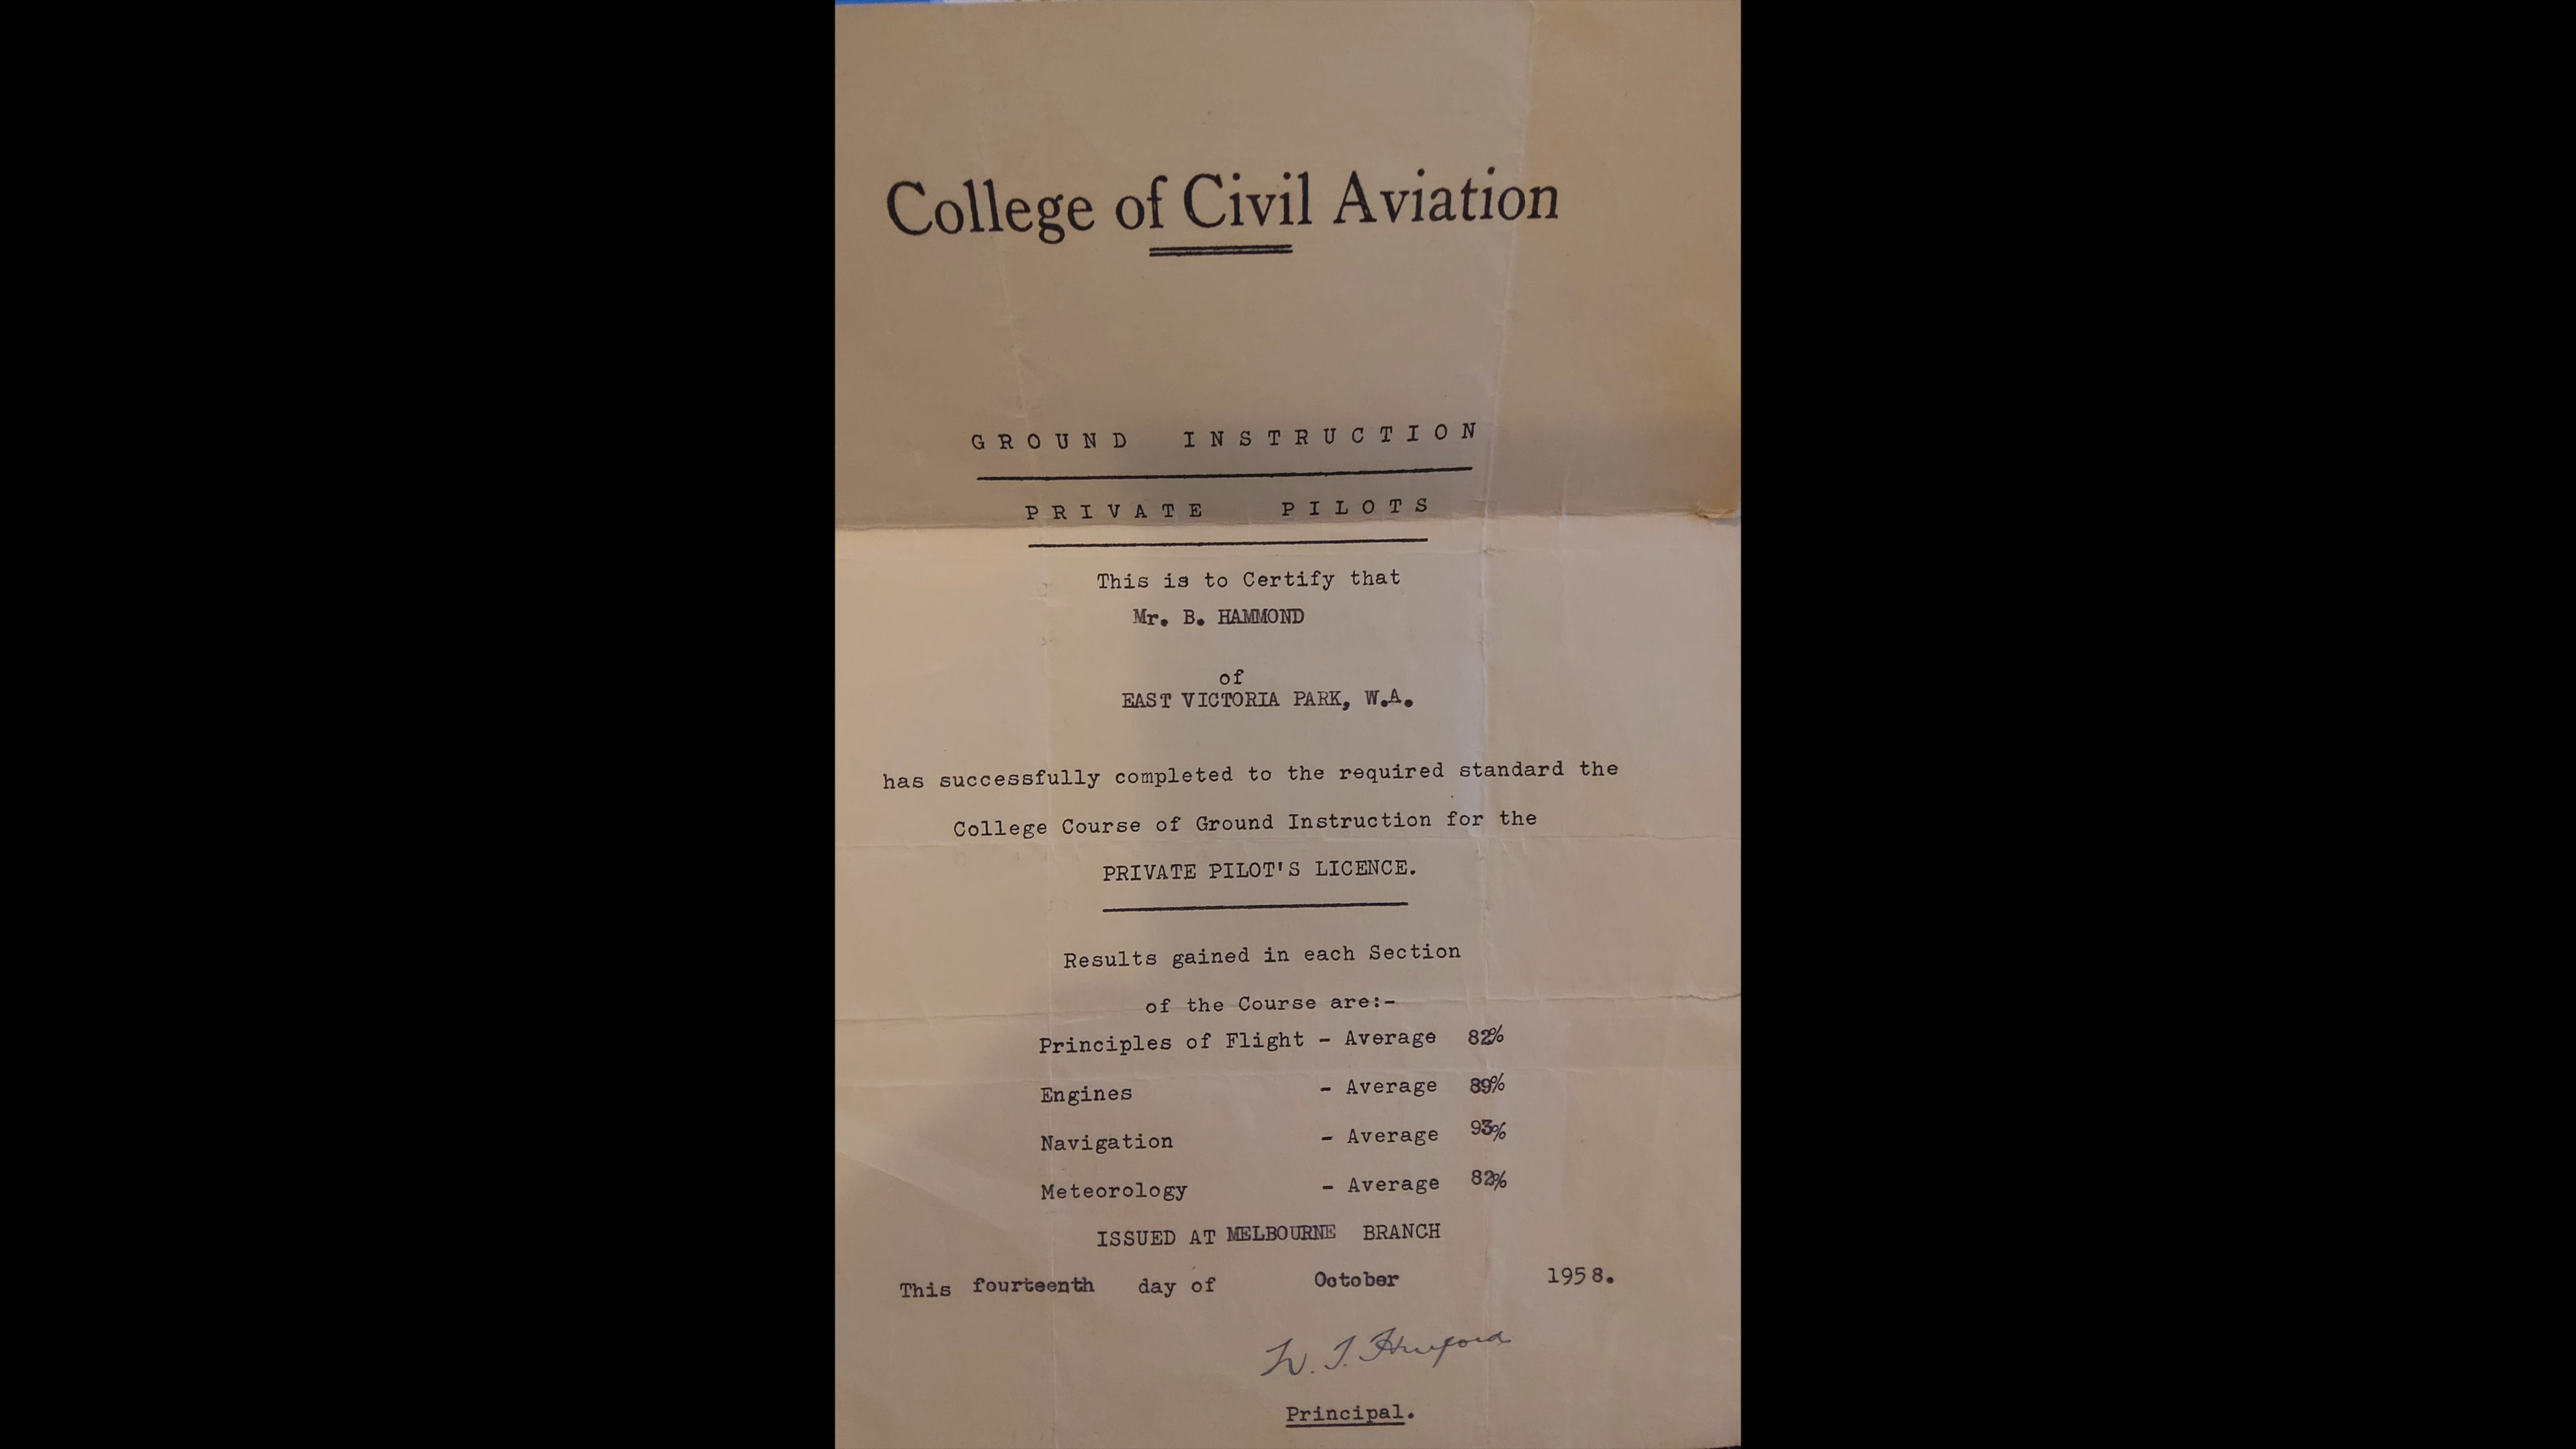 College of Civil Aviation
GROUND INSTRUCTION
PRIVATE PILOTS
This is to Certify that
Mr. B. HAMMOND
of
EAST VICTORIA PARK, W.A.
has successfully completed to the required standard the
College Course of Ground Instruction for the
PRIVATE PILOT'S LICENCE.
Results gained in each Section
of the Course are:-
Principles of Flight - Average 82%
Engines - Average 89%
Navigation - Average 93%
Meteorology - Average 82%
ISSUED AT MELBOURNE BRANCH
This fourteenth day of October 1958.
Principal.